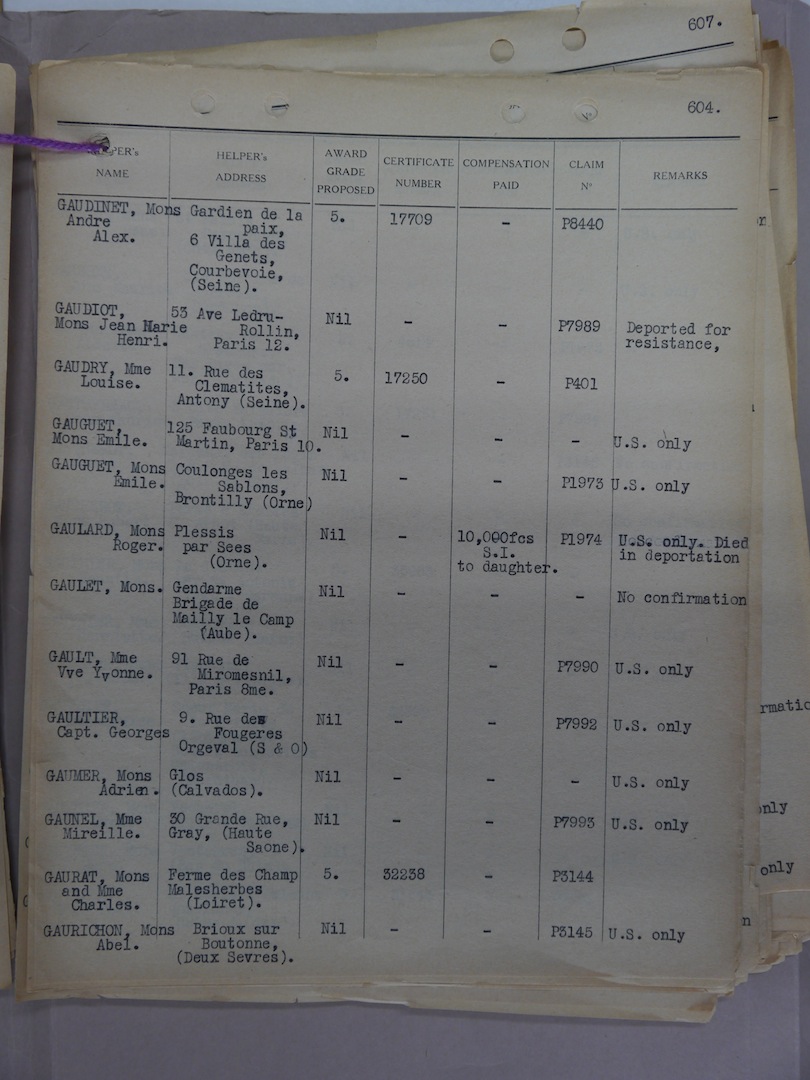 607.
604.
HELPER's
NAME
HELPER's
ADDRESS
AWARD
GRADE
PROPOSED
CERTIFICATE
NUMBER
COMPENSATION
PAID
CLAIM
Nº
REMARKS
GAUDINET, Mons Gardien de la 5. 17709 - P8440
Andre paix,
Alex. 6 Villa des
Genets,
Courbevoie,
(Seine).
GAUDIOT, 53 Ave Ledru- Nil - - P7989 Deported for
Mons Jean Marie Rollin, resistance,
Henri. Paris 12.
GAUDRY, Mme 11. Rue des 5. 17250 - P401
Louise. Clematites,
Antony (Seine).
GAUGUET, 125 Faubourg St Nil - - - U.S. only
Mons Emile. Martin, Paris 10.
GAUGUET, Mons Coulonges les Nil - - P1973 U.S. only
Emile. Sablons,
Brontilly (Orne)
GAULARD, Mons Plessis Nil - 10,000fcs P1974 U.S. only. Died
Roger. par Sees S.I. in deportation
(Orne). to daughter.
GAULET, Mons. Gendarme Nil - - - No confirmation
Brigade de
Mailly le Camp
(Aube).
GAULT, Mme 91 Rue de Nil - - P7990 U.S. only
Vve Yvonne. Miromesnil,
Paris 8me.
GAULTIER, 9. Rue des Nil - - P7992 U.S. only
Capt. Georges Fougeres
Orgeval (S & O)
GAUMER, Mons Glos Nil - - - U.S. only
Adrien. (Calvados).
GAUNEL, Mme 30 Grande Rue, Nil - - P7993 U.S. only
Mireille. Gray, (Haute
Saone).
GAURAT, Mons Ferme des Champ 5. 32238 - P3144
and Mme Malesherbes
Charles. (Loiret).
GAURICHON, Mons Brioux sur Nil - - P3145 U.S. only
Abel. Boutonne,
(Deux Sevres).